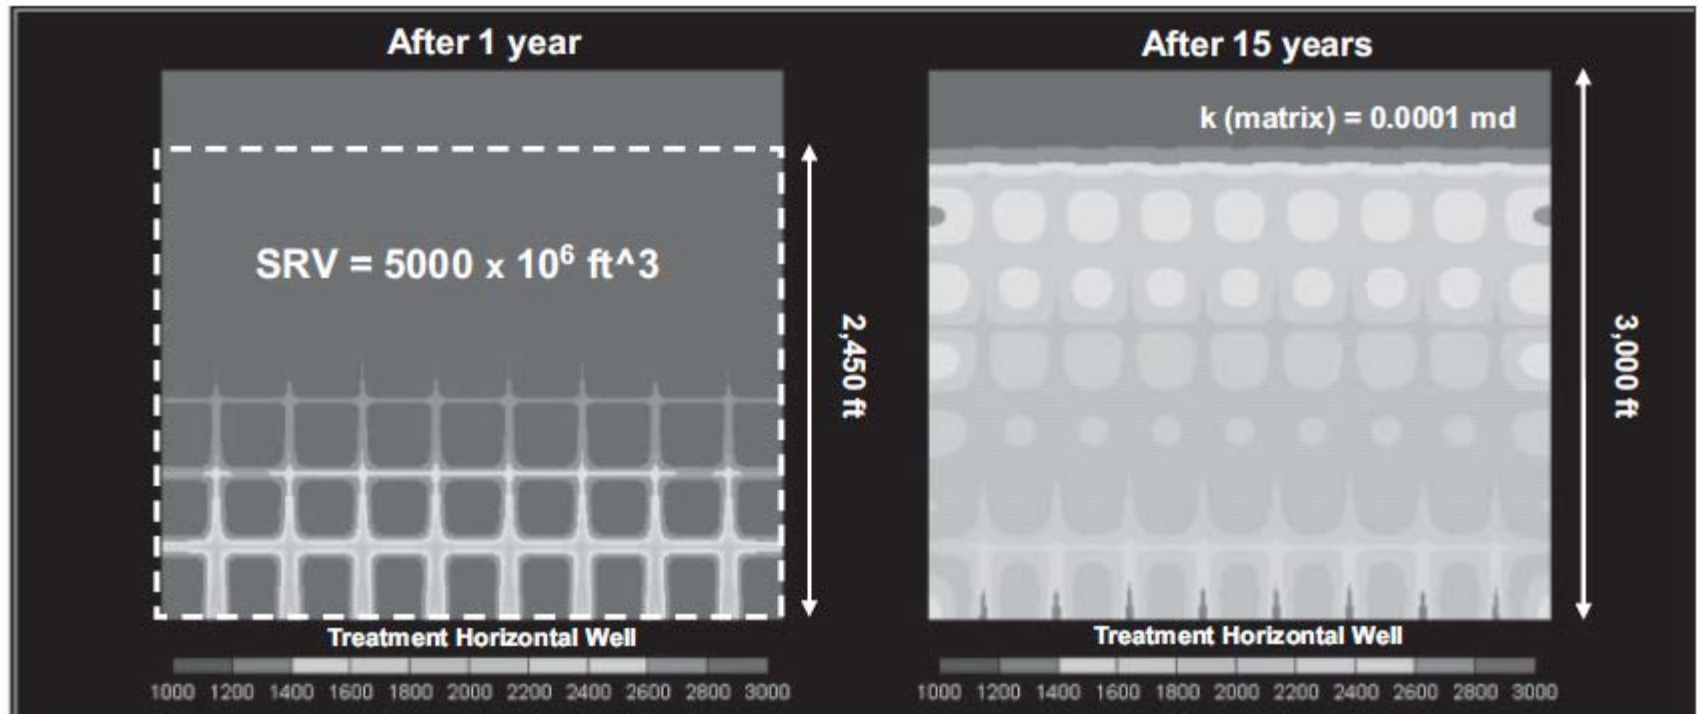 After 1 year
SRV = 5000 x 10⁶ ft^3
2,450 ft
Treatment Horizontal Well
1000 1200 1400 1600 1800 2000 2200 2400 2600 2800 3000
After 15 years
k (matrix) = 0.0001 md
3,000 ft
Treatment Horizontal Well
1000 1200 1400 1600 1800 2000 2200 2400 2600 2800 3000